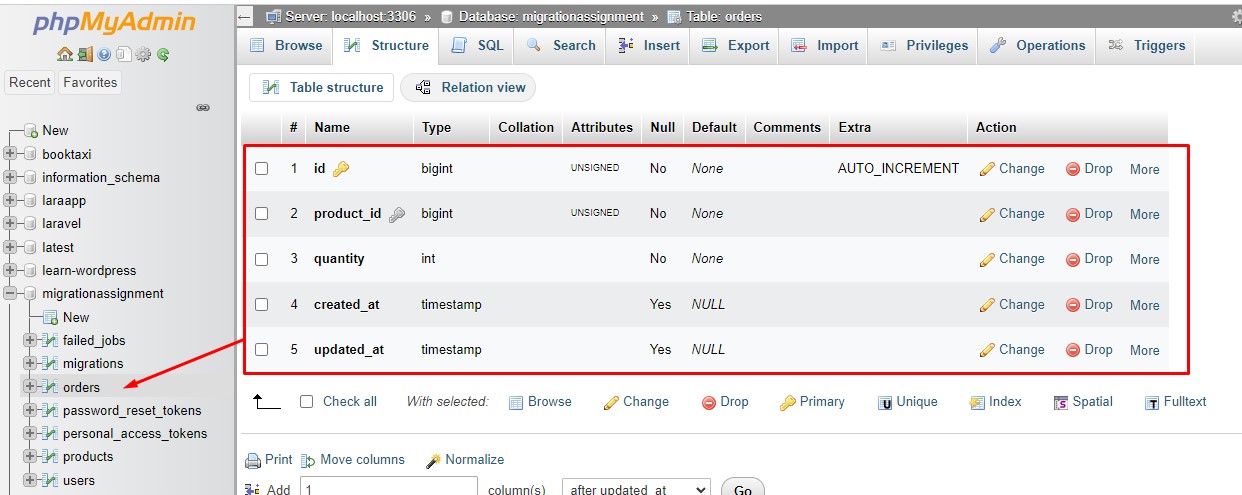 phpMyAdmin
Recent Favorites
New
booktaxi
information_schema
laraapp
laravel
latest
learn-wordpress
migrationassignment
New
failed_jobs
migrations
orders
password_reset_tokens
personal_access_tokens
products
users
Server: localhost:3306 » Database: migrationassignment » Table: orders
Browse Structure SQL Search Insert Export Import Privileges Operations Triggers
Table structure Relation view
# Name Type Collation Attributes Null Default Comments Extra Action
1 id bigint UNSIGNED No None AUTO_INCREMENT Change Drop More
2 product_id bigint UNSIGNED No None Change Drop More
3 quantity int No None Change Drop More
4 created_at timestamp Yes NULL Change Drop More
5 updated_at timestamp Yes NULL Change Drop More
Check all With selected: Browse Change Drop Primary Unique Index Spatial Fulltext
Print Move columns Normalize
Add 1 column(s) after updated_at Go